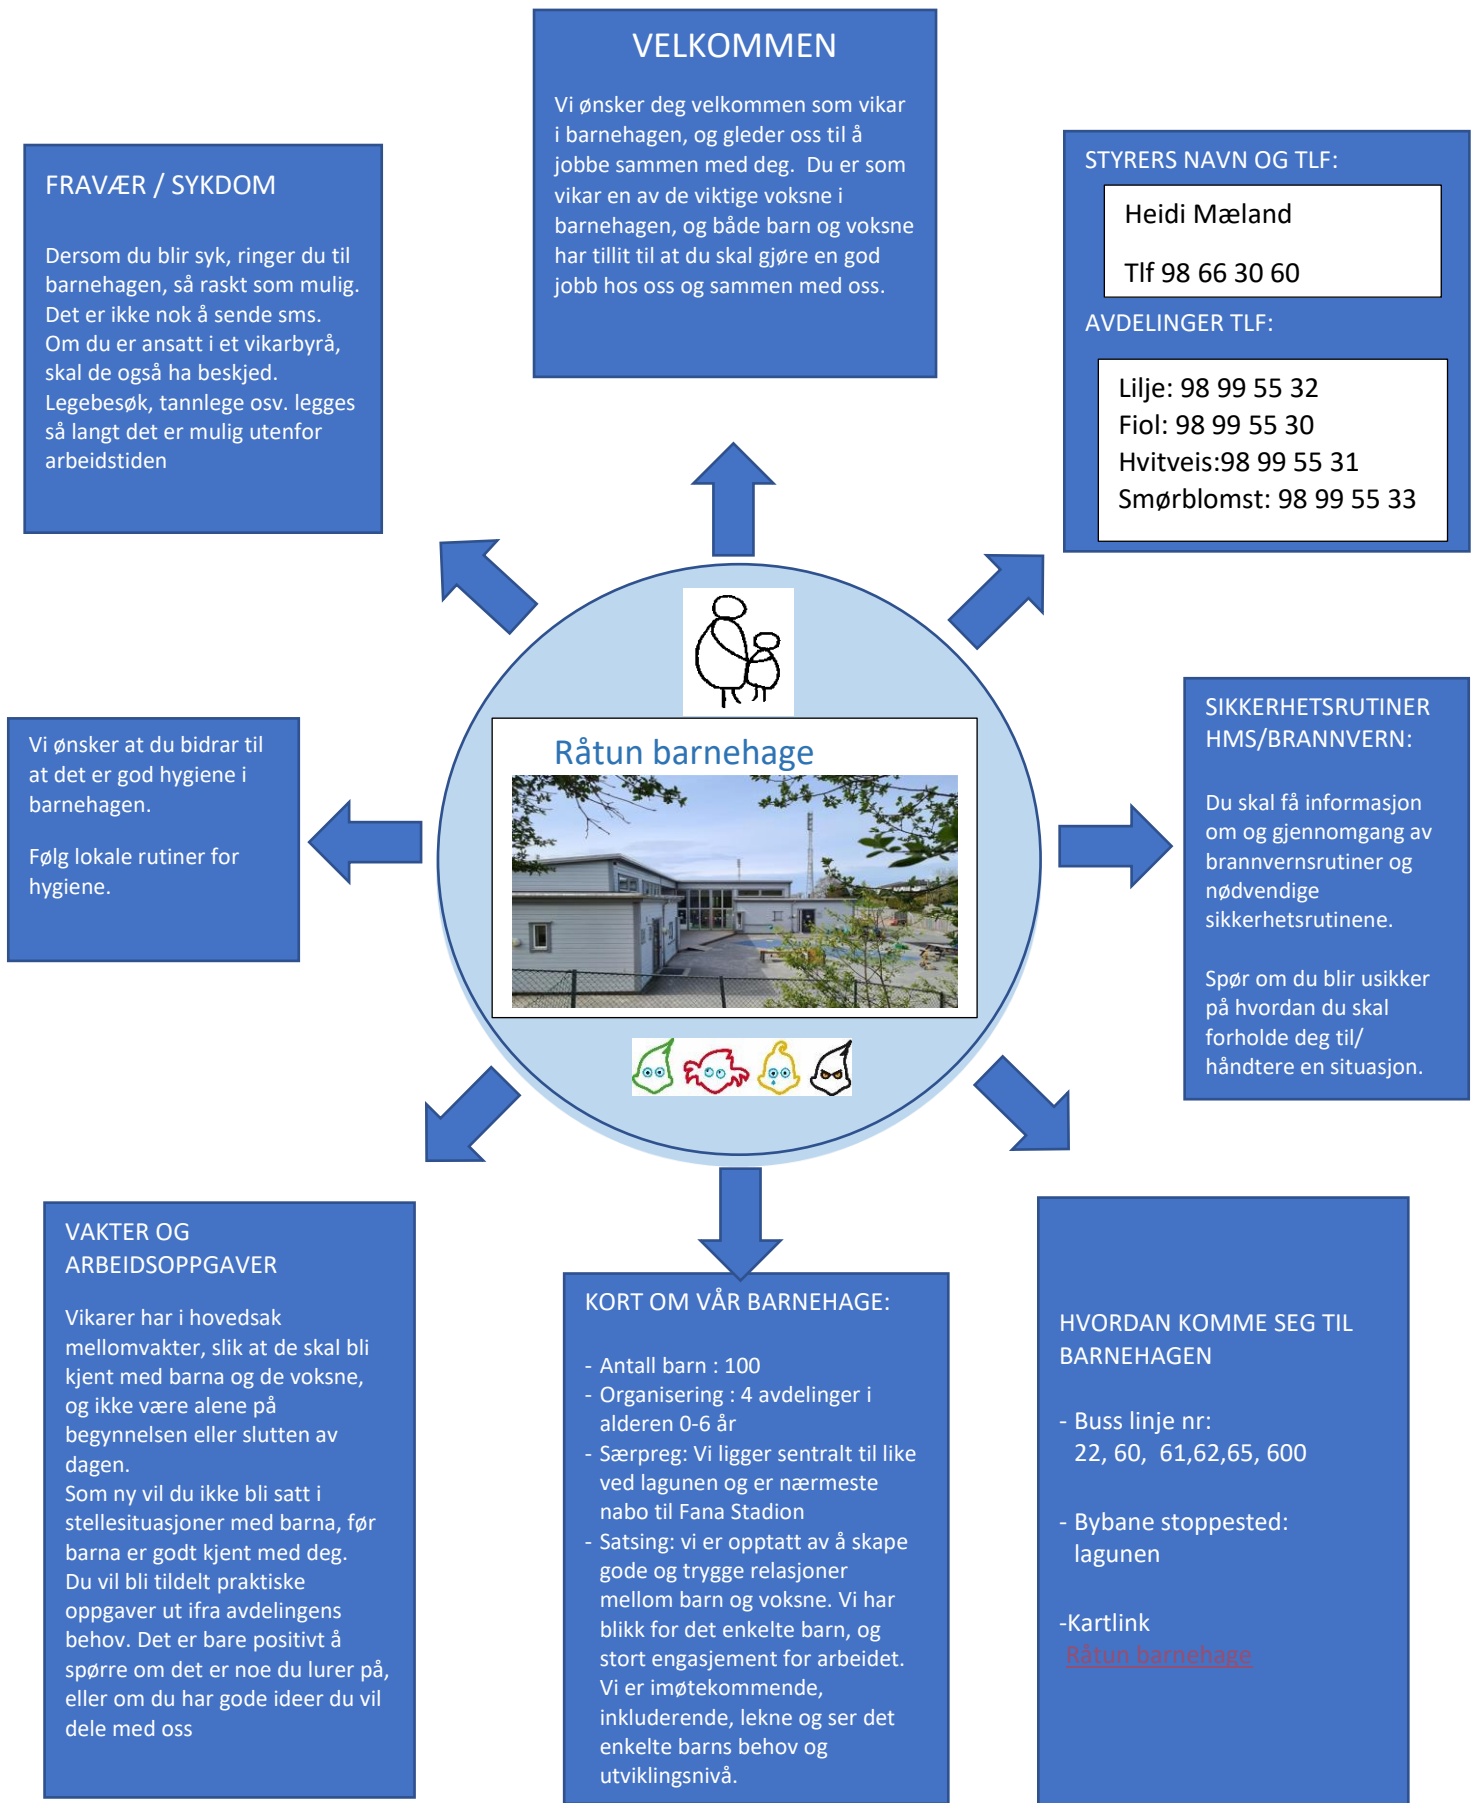 VELKOMMEN
Vi ønsker deg velkommen som vikar
i barnehagen, og gleder oss til å
jobbe sammen med deg.  Du er som
vikar en av de viktige voksne i
barnehagen, og både barn og voksne
har tillit til at du skal gjøre en god
jobb hos oss og sammen med oss.
FRAVÆR / SYKDOM
Dersom du blir syk, ringer du til
barnehagen, så raskt som mulig.
Det er ikke nok å sende sms.
Om du er ansatt i et vikarbyrå,
skal de også ha beskjed.
Legebesøk, tannlege osv. legges
så langt det er mulig utenfor
arbeidstiden
STYRERS NAVN OG TLF:
Heidi Mæland
Tlf 98 66 30 60
AVDELINGER TLF:
Lilje: 98 99 55 32
Fiol: 98 99 55 30
Hvitveis:98 99 55 31
Smørblomst: 98 99 55 33
Vi ønsker at du bidrar til
at det er god hygiene i
barnehagen.
Følg lokale rutiner for
hygiene.
Råtun barnehage
SIKKERHETSRUTINER
HMS/BRANNVERN:
Du skal få informasjon
om og gjennomgang av
brannvernsrutiner og
nødvendige
sikkerhetsrutinene.
Spør om du blir usikker
på hvordan du skal
forholde deg til/
håndtere en situasjon.
VAKTER OG
ARBEIDSOPPGAVER
Vikarer har i hovedsak
mellomvakter, slik at de skal bli
kjent med barna og de voksne,
og ikke være alene på
begynnelsen eller slutten av
dagen.
Som ny vil du ikke bli satt i
stellesituasjoner med barna, før
barna er godt kjent med deg.
Du vil bli tildelt praktiske
oppgaver ut ifra avdelingens
behov. Det er bare positivt å
spørre om det er noe du lurer på,
eller om du har gode ideer du vil
dele med oss
KORT OM VÅR BARNEHAGE:
- Antall barn : 100
- Organisering : 4 avdelinger i
alderen 0-6 år
- Særpreg: Vi ligger sentralt til like
ved lagunen og er nærmeste
nabo til Fana Stadion
- Satsing: vi er opptatt av å skape
gode og trygge relasjoner
mellom barn og voksne. Vi har
blikk for det enkelte barn, og
stort engasjement for arbeidet.
Vi er imøtekommende,
inkluderende, lekne og ser det
enkelte barns behov og
utviklingsnivå.
HVORDAN KOMME SEG TIL
BARNEHAGEN
- Buss linje nr:
22, 60,  61,62,65, 600
- Bybane stoppested:
lagunen
-Kartlink
Råtun barnehage